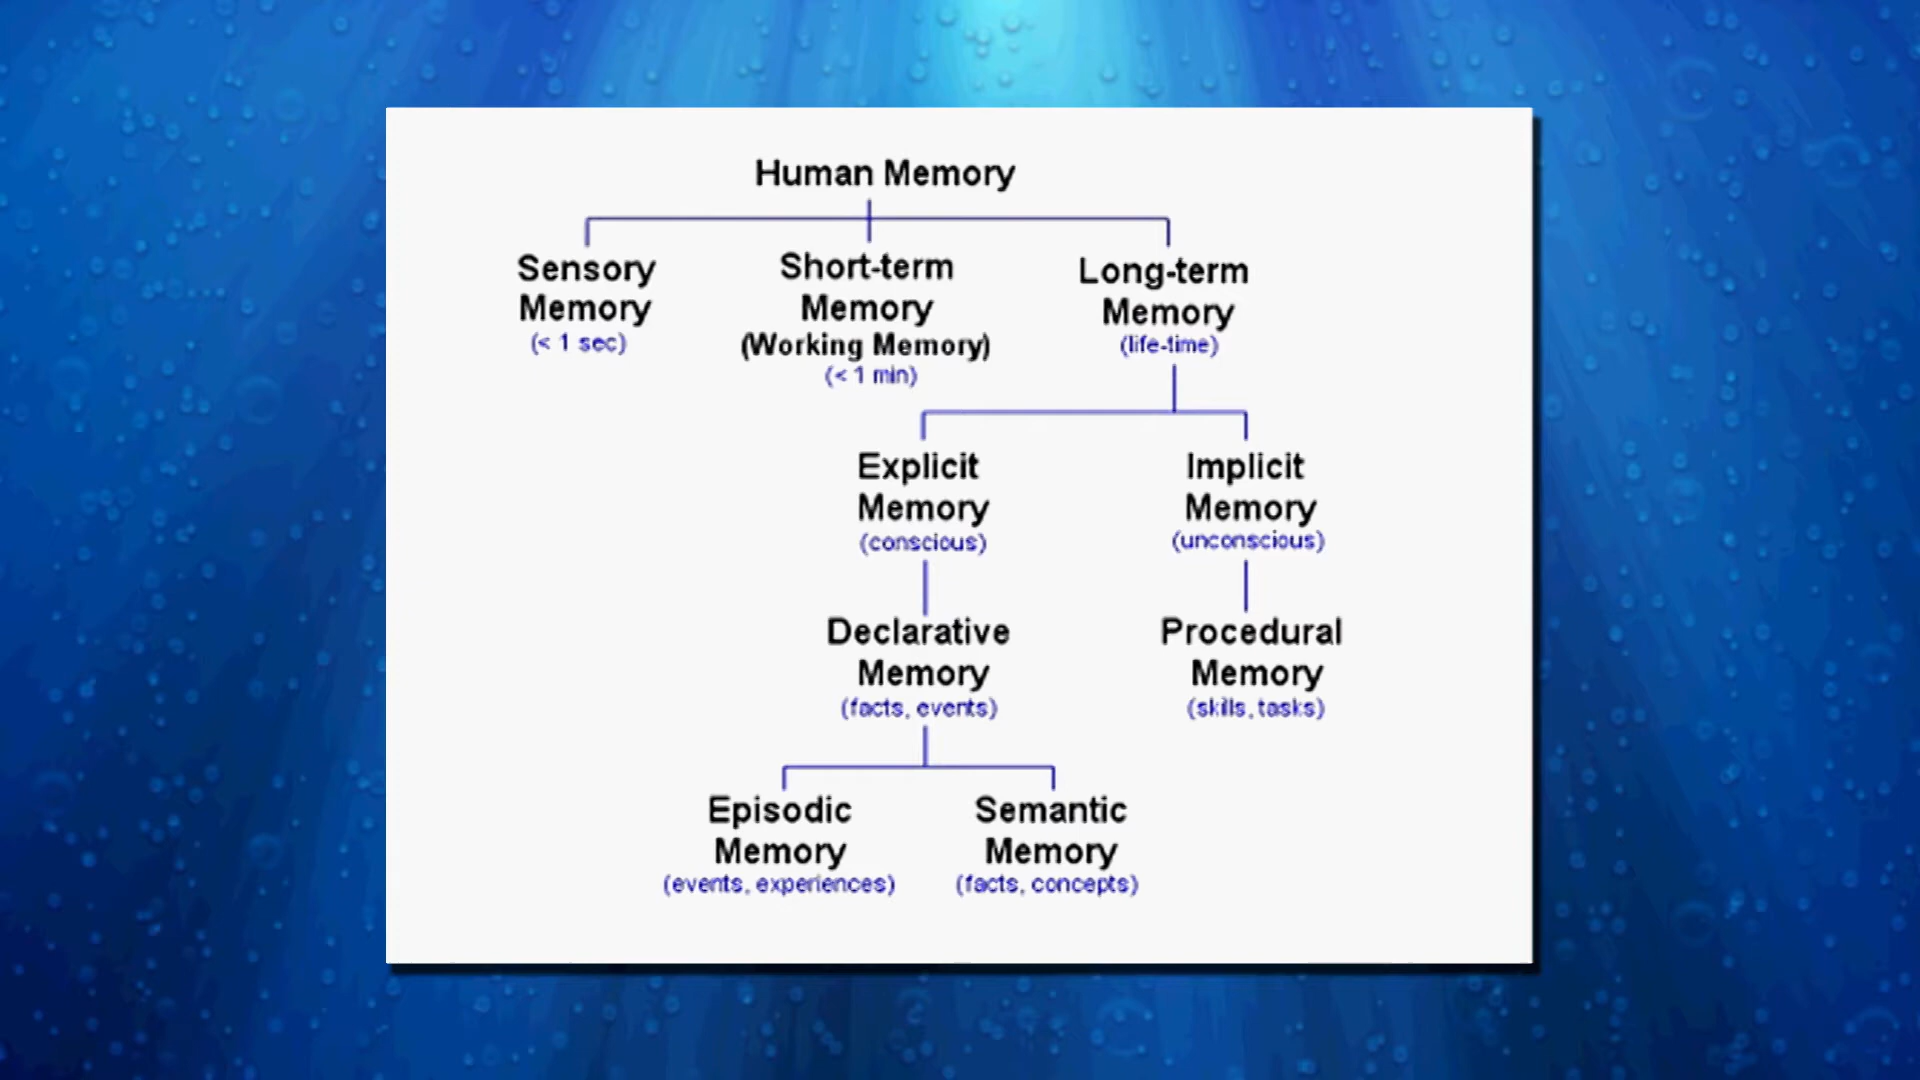 Human Memory
Sensory
Memory
(< 1 sec)
Short-term
Memory
(Working Memory)
(< 1 min)
Long-term
Memory
(life-time)
Explicit
Memory
(conscious)
Implicit
Memory
(unconscious)
Declarative
Memory
(facts, events)
Procedural
Memory
(skills, tasks)
Episodic
Memory
(events, experiences)
Semantic
Memory
(facts, concepts)